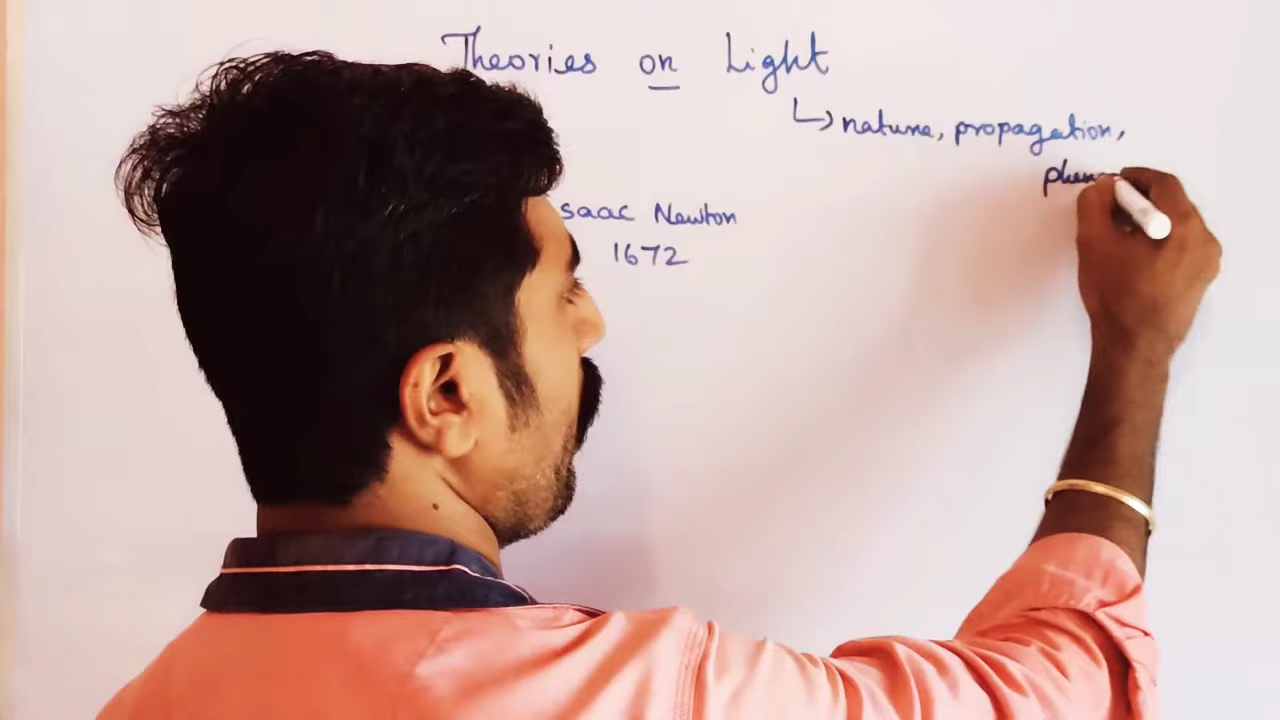 Theories on Light
↳ nature, propagation,
saac Newton
1672